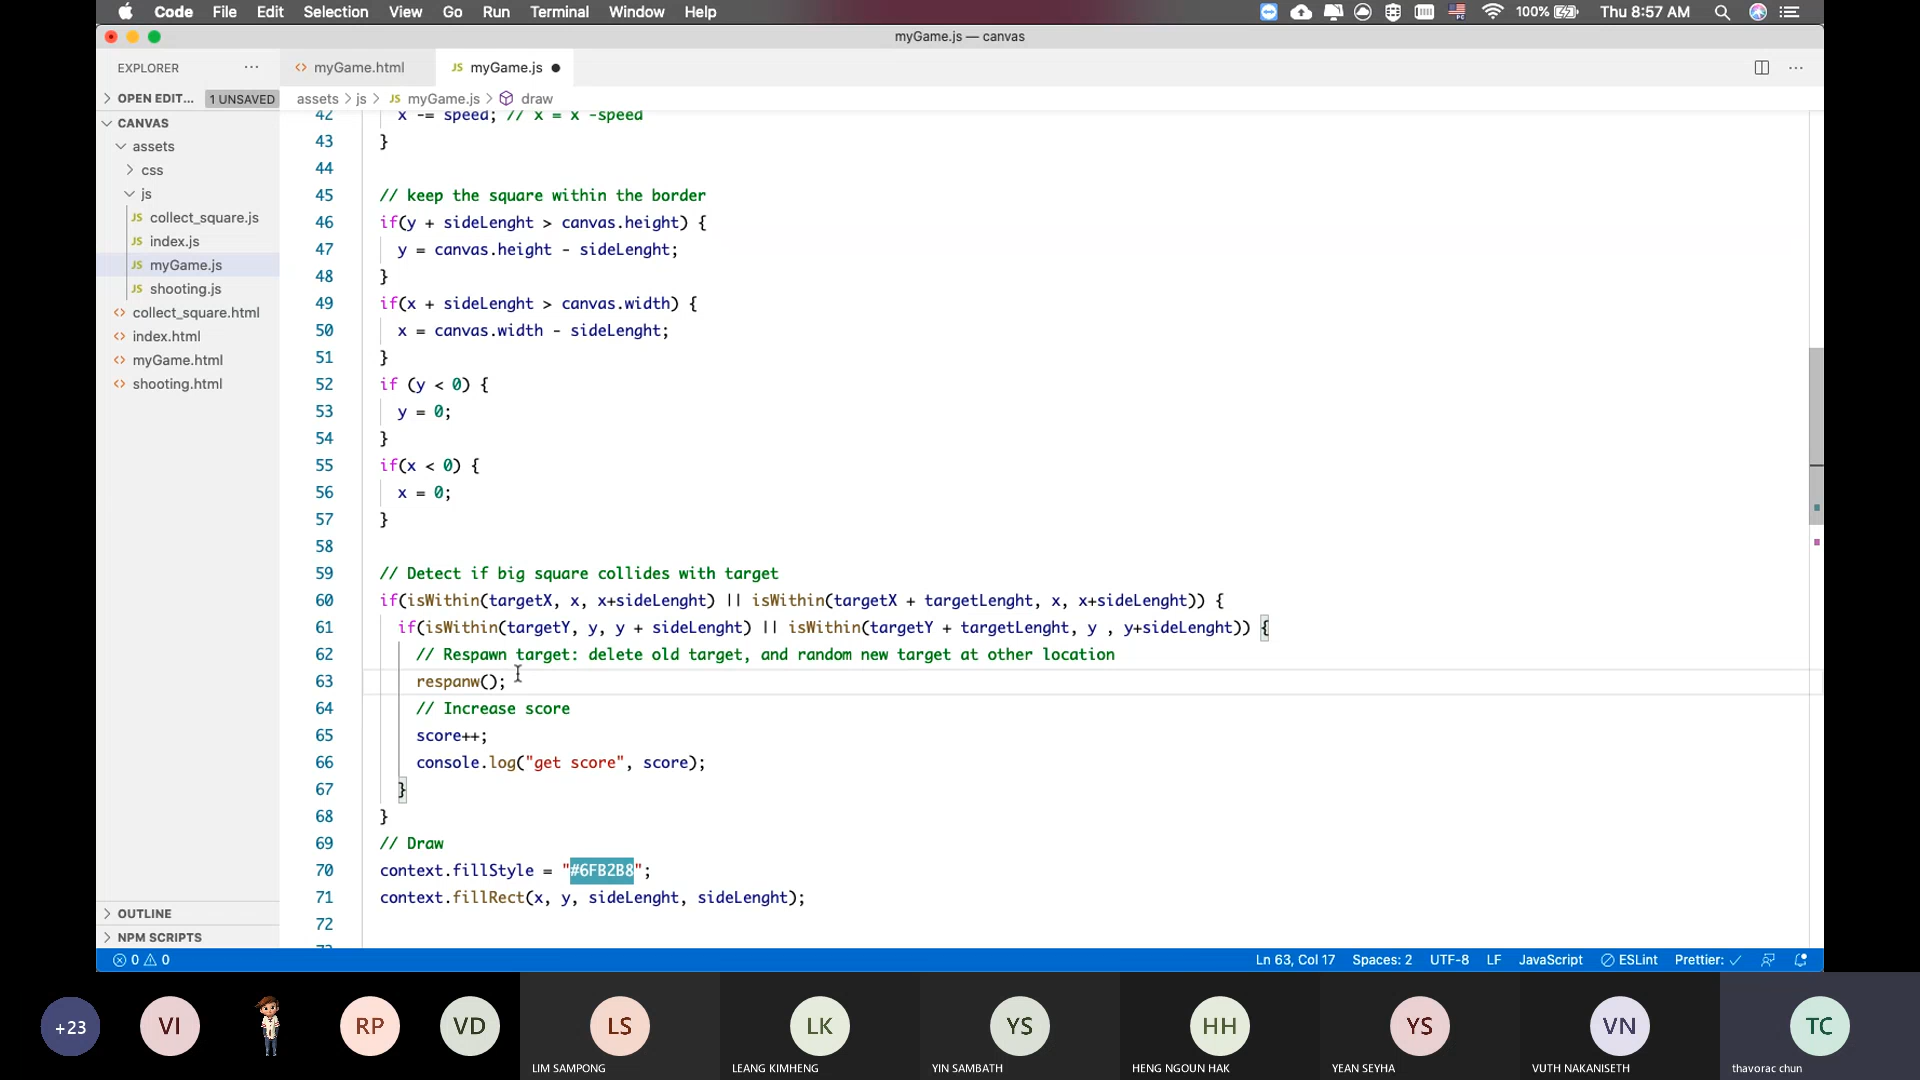 Code File Edit Selection View Go Run Terminal Window Help 100% Thu 8:57 AM
myGame.js — canvas
EXPLORER ··· myGame.html JS myGame.js ●
OPEN EDIT... 1 UNSAVED assets > js > JS myGame.js > draw
CANVAS
assets
css
js
JS collect_square.js
JS index.js
JS myGame.js
JS shooting.js
collect_square.html
index.html
myGame.html
shooting.html
OUTLINE
NPM SCRIPTS
42 x -= speed; // x = x -speed
43 }
44
45 // keep the square within the border
46 if(y + sideLenght > canvas.height) {
47 y = canvas.height - sideLenght;
48 }
49 if(x + sideLenght > canvas.width) {
50 x = canvas.width - sideLenght;
51 }
52 if (y < 0) {
53 y = 0;
54 }
55 if(x < 0) {
56 x = 0;
57 }
58
59 // Detect if big square collides with target
60 if(isWithin(targetX, x, x+sideLenght) || isWithin(targetX + targetLenght, x, x+sideLenght)) {
61 if(isWithin(targetY, y, y + sideLenght) || isWithin(targetY + targetLenght, y , y+sideLenght)) {
62 // Respawn target: delete old target, and random new target at other location
63 respanw();
64 // Increase score
65 score++;
66 console.log("get score", score);
67 }
68 }
69 // Draw
70 context.fillStyle = "#6FB2B8";
71 context.fillRect(x, y, sideLenght, sideLenght);
72
0 0 Ln 63, Col 17 Spaces: 2 UTF-8 LF JavaScript ESLint Prettier: ✓
+23 VI RP VD LS LK YS HH YS VN TC
LIM SAMPONG LEANG KIMHENG YIN SAMBATH HENG NGOUN HAK YEAN SEYHA VUTH NAKANISETH thavorac chun